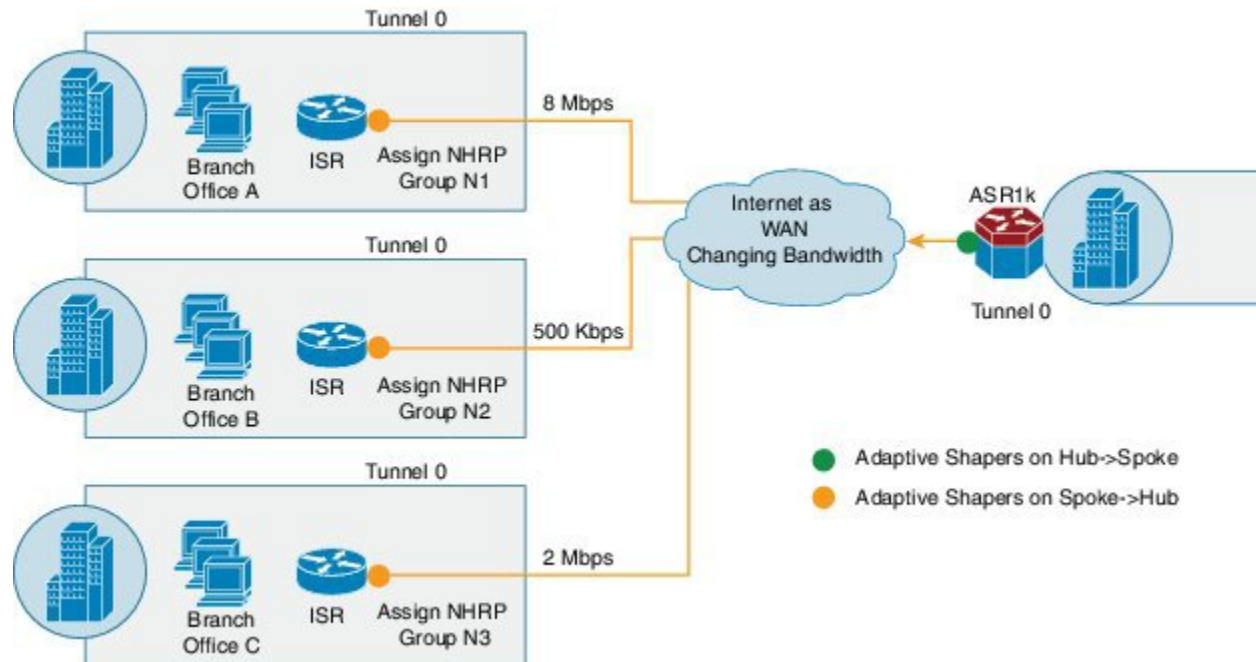 Tunnel 0
8 Mbps
Branch
Office A
ISR
Assign NHRP
Group N1
Tunnel 0
500 Kbps
Branch
Office B
ISR
Assign NHRP
Group N2
Tunnel 0
2 Mbps
Branch
Office C
ISR
Assign NHRP
Group N3
Internet as
WAN
Changing Bandwidth
ASR1k
Tunnel 0
Adaptive Shapers on Hub->Spoke
Adaptive Shapers on Spoke->Hub